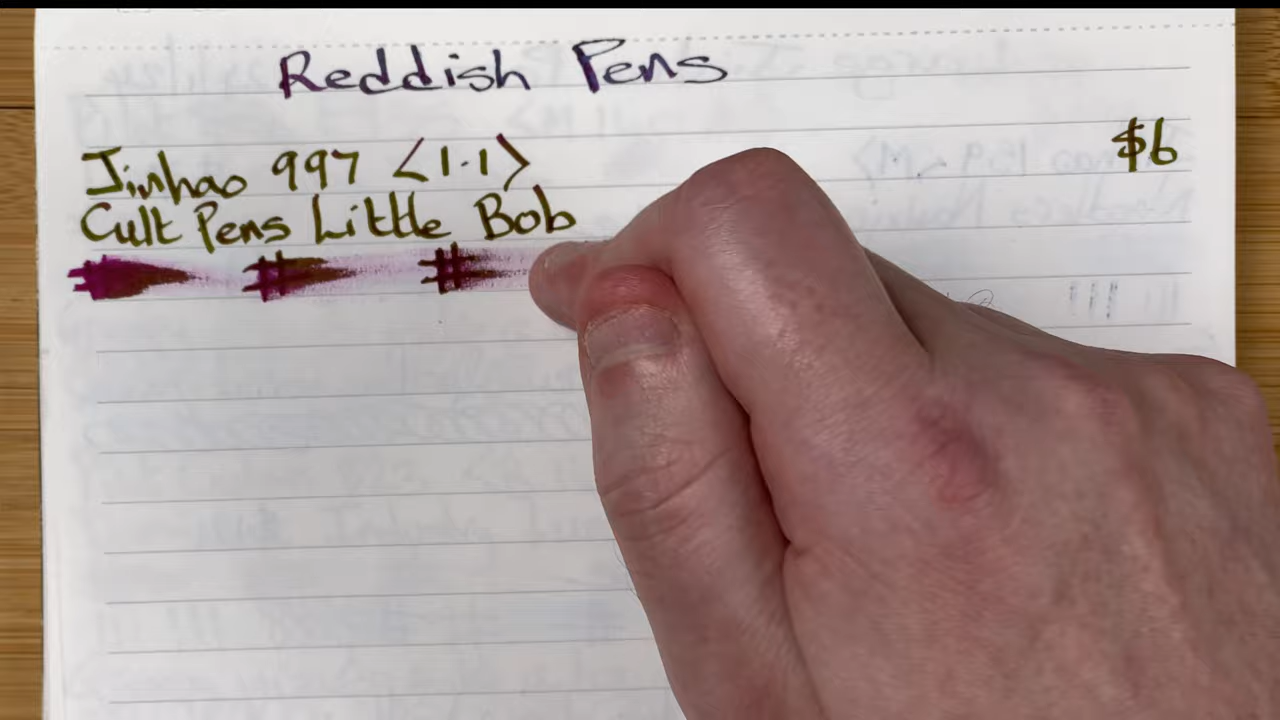 Reddish Pens
Jinhao 997 <1.1> $6
Cult Pens Little Bob
# # #